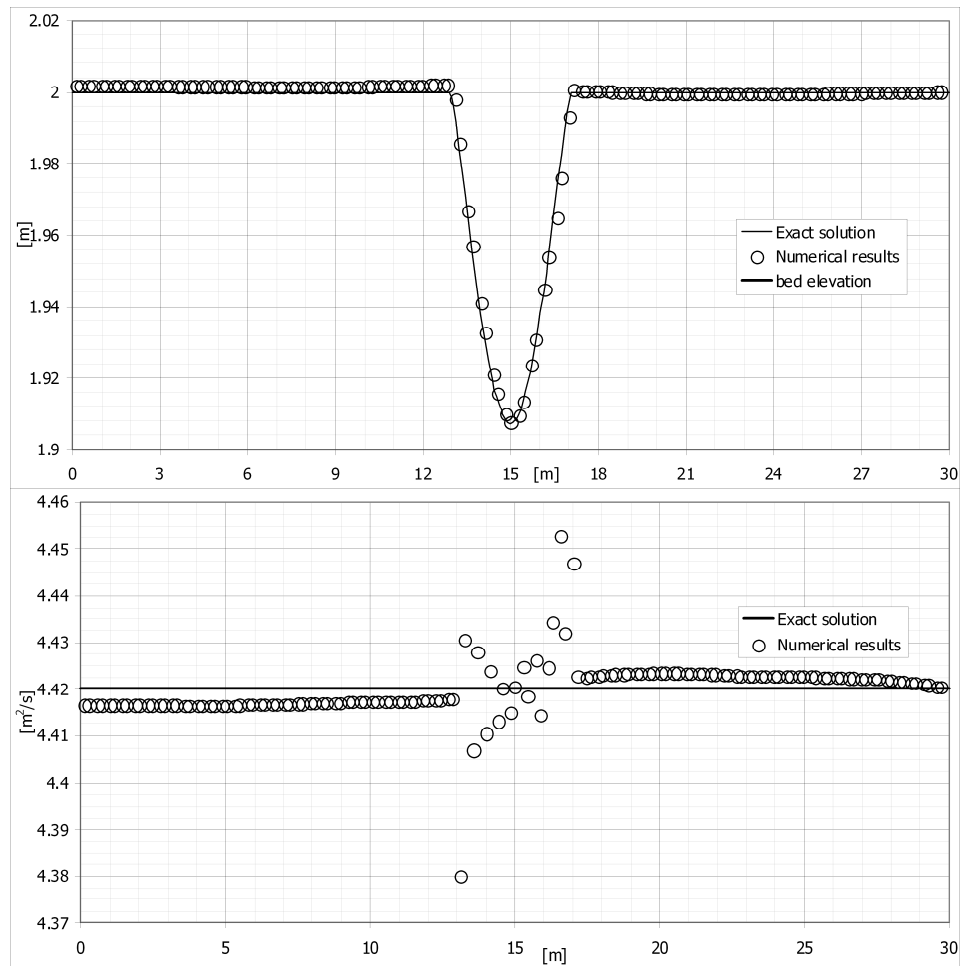 2.02
2
1.98
1.96
1.94
1.92
1.9
[m]
Exact solution
Numerical results
bed elevation
0 3 6 9 12 15 [m] 18 21 24 27 30
4.46
4.45
4.44
4.43
4.42
4.41
4.4
4.39
4.38
4.37
[m²/s]
Exact solution
Numerical results
0 5 10 15 20 25 30
[m]